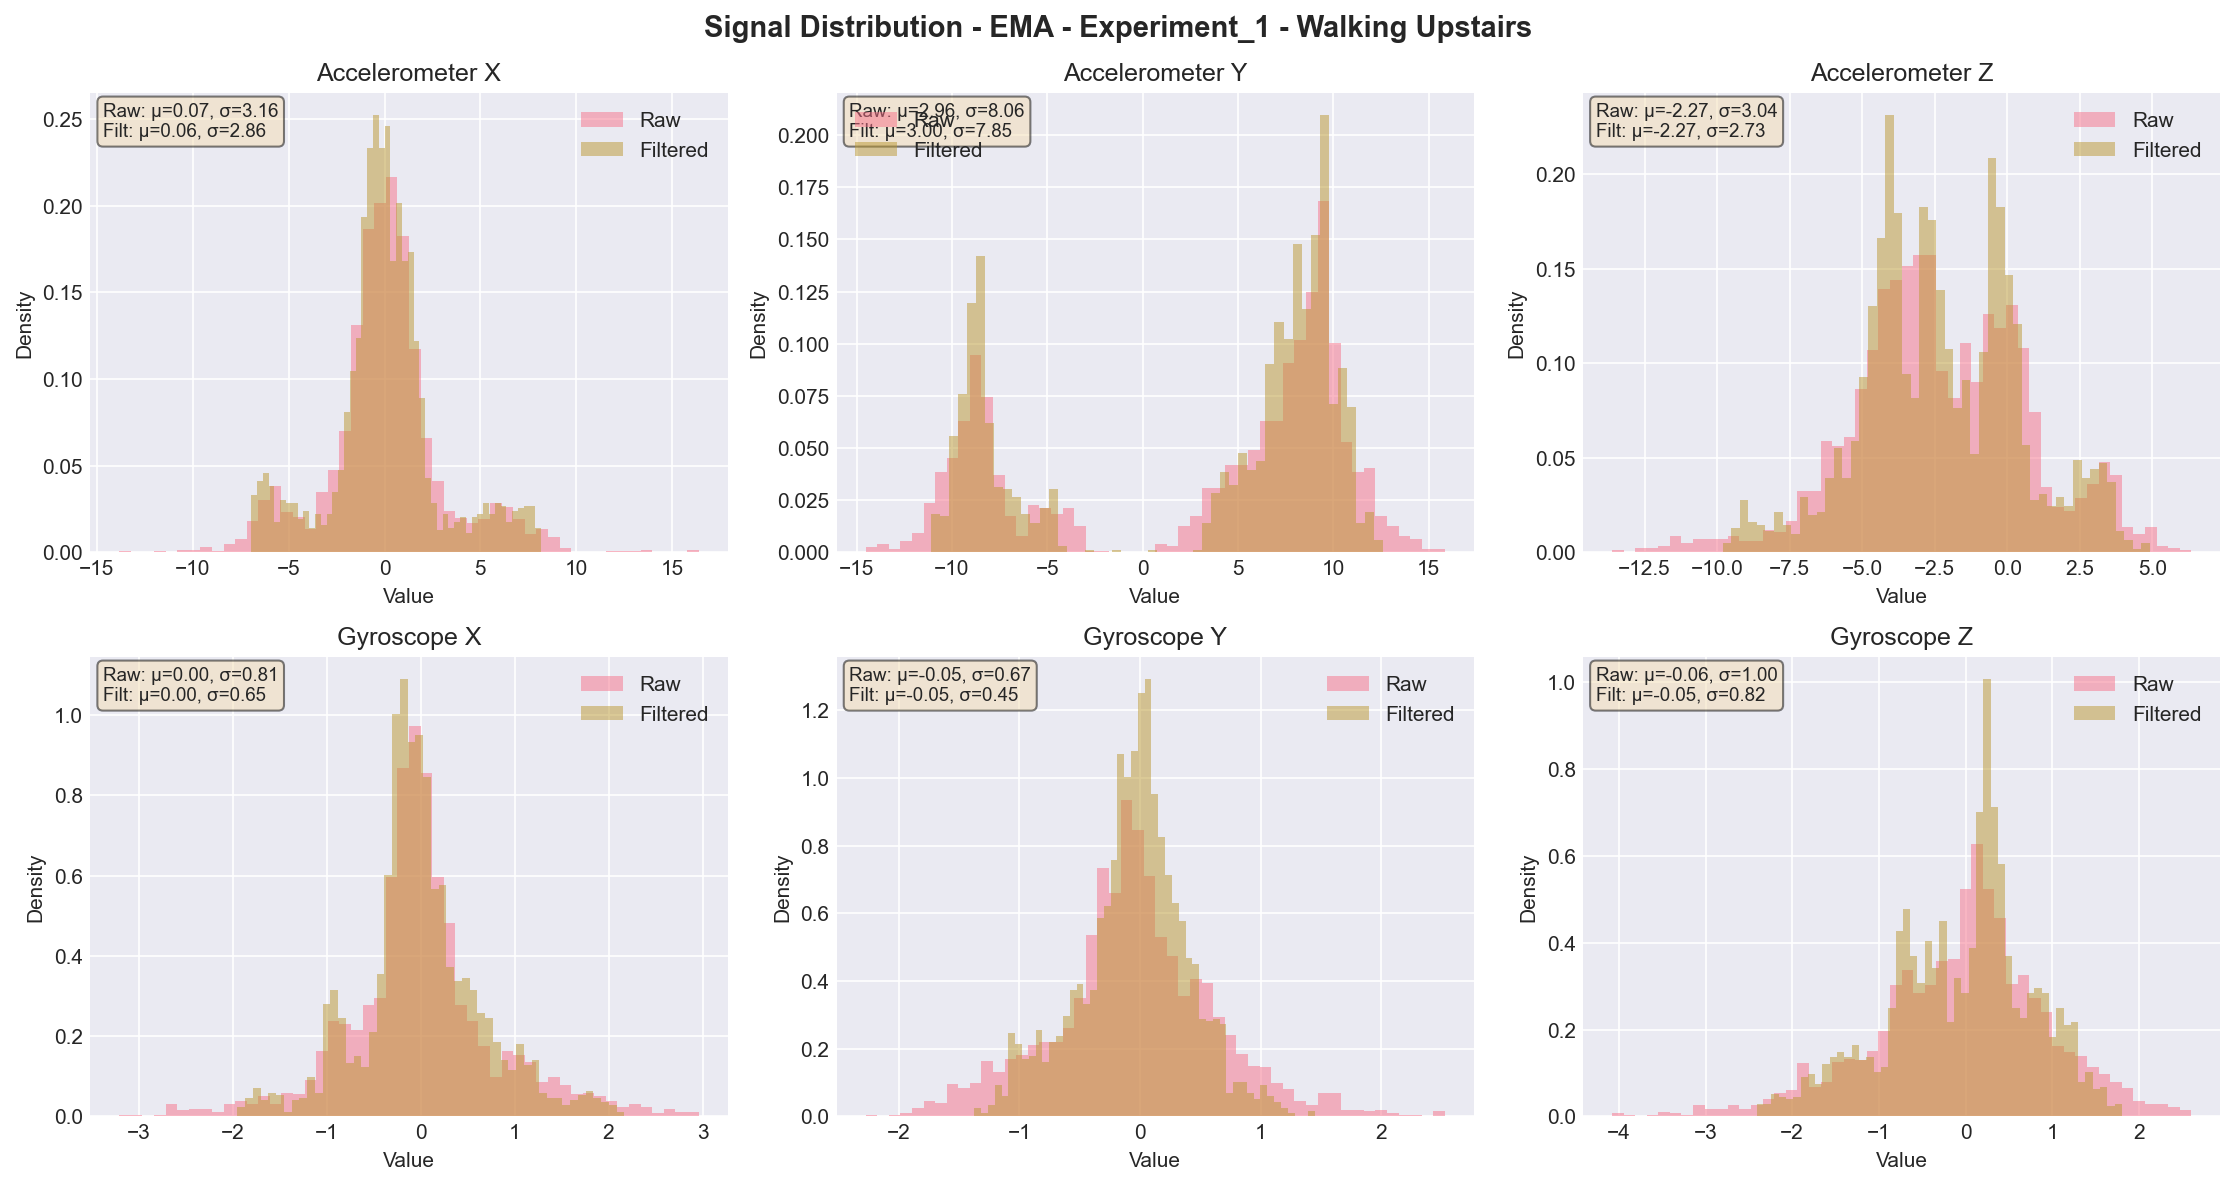 Signal Distribution - EMA - Experiment_1 - Walking Upstairs
Accelerometer X
Raw: μ=0.07, σ=3.16
Filt: μ=0.06, σ=2.86
Raw
Filtered
Density
0.25
0.20
0.15
0.10
0.05
0.00
−15
−10
−5
0
5
10
15
Value
Accelerometer Y
Raw: μ=2.96, σ=8.06
Filt: μ=3.00, σ=7.85
Raw
Filtered
Density
0.200
0.175
0.150
0.125
0.100
0.075
0.050
0.025
0.000
−15
−10
−5
0
5
10
15
Value
Accelerometer Z
Raw: μ=-2.27, σ=3.04
Filt: μ=-2.27, σ=2.73
Raw
Filtered
Density
0.20
0.15
0.10
0.05
0.00
−12.5
−10.0
−7.5
−5.0
−2.5
0.0
2.5
5.0
Value
Gyroscope X
Raw: μ=0.00, σ=0.81
Filt: μ=0.00, σ=0.65
Raw
Filtered
Density
1.0
0.8
0.6
0.4
0.2
0.0
−3
−2
−1
0
1
2
3
Value
Gyroscope Y
Raw: μ=-0.05, σ=0.67
Filt: μ=-0.05, σ=0.45
Raw
Filtered
Density
1.2
1.0
0.8
0.6
0.4
0.2
0.0
−2
−1
0
1
2
Value
Gyroscope Z
Raw: μ=-0.06, σ=1.00
Filt: μ=-0.05, σ=0.82
Raw
Filtered
Density
1.0
0.8
0.6
0.4
0.2
0.0
−4
−3
−2
−1
0
1
2
Value